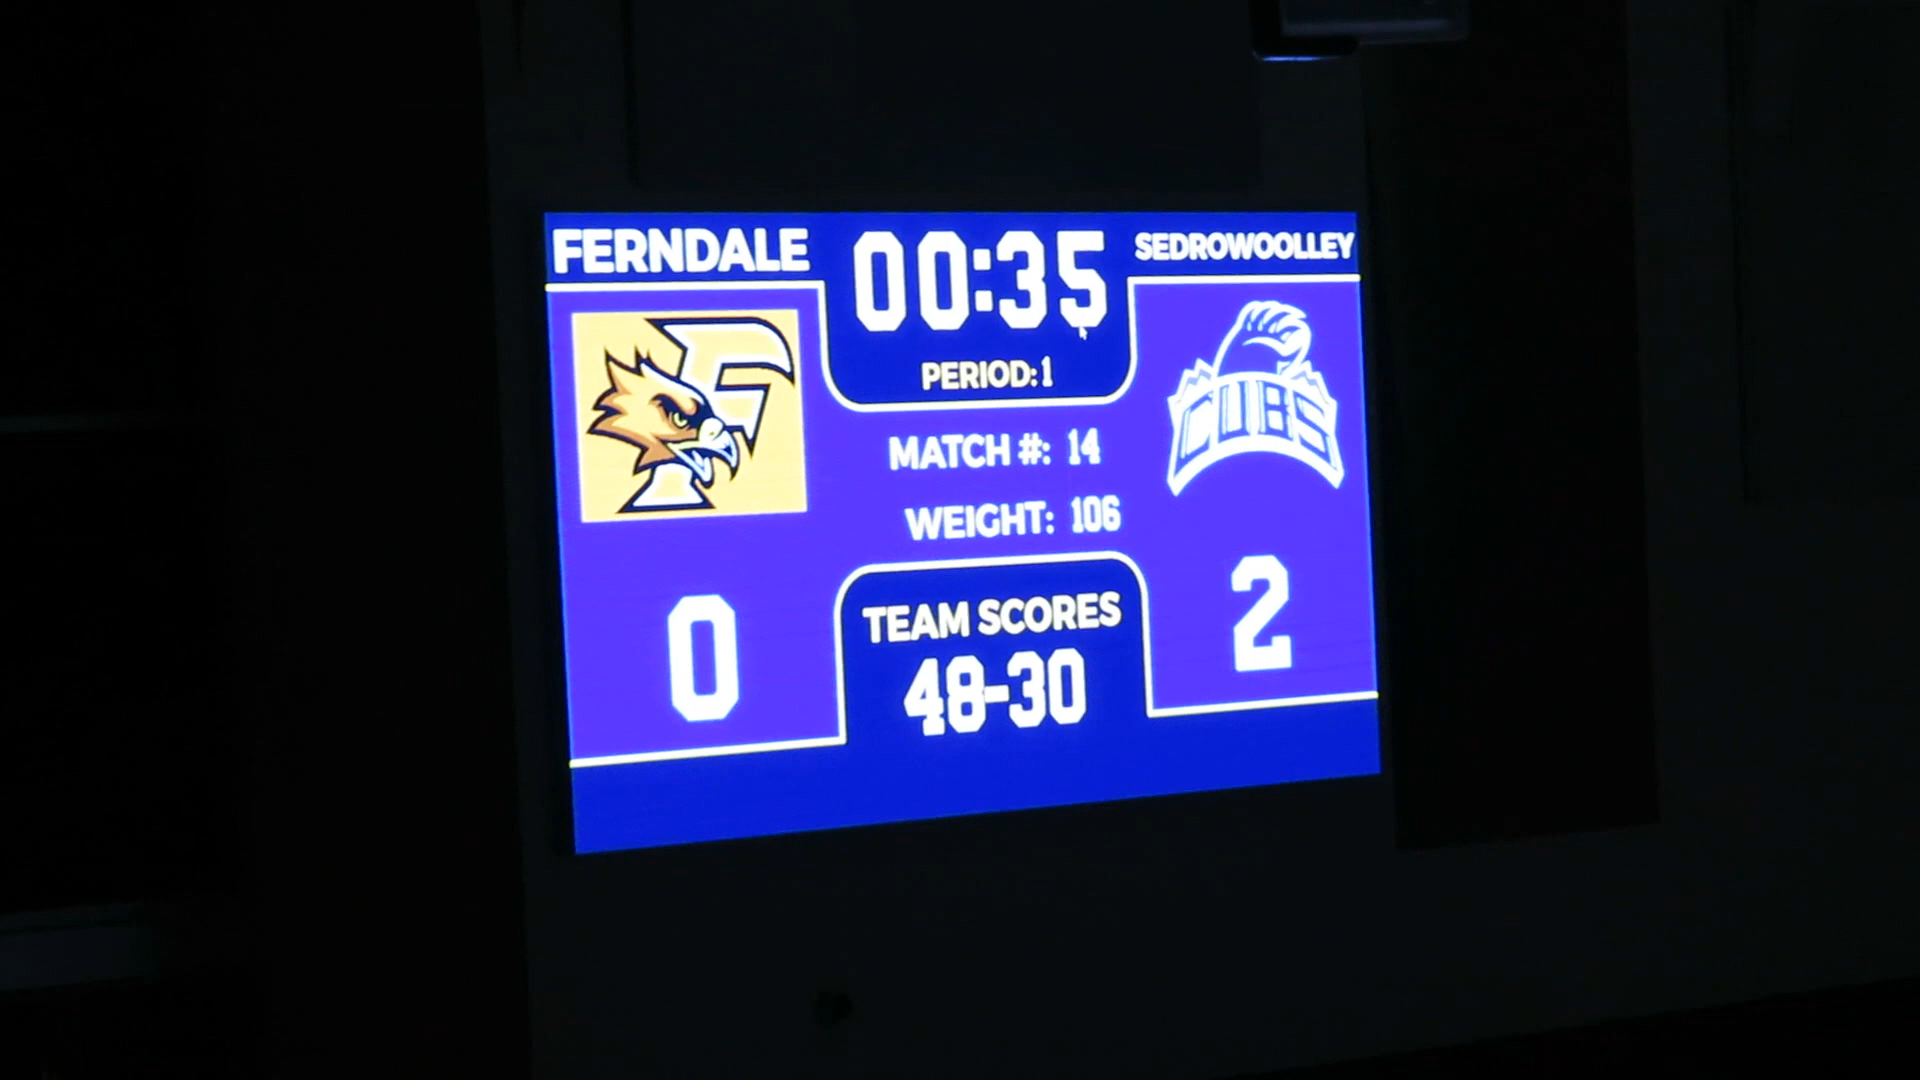 FERNDALE
00:35
SEDROWOOLLEY
PERIOD:1
F
CUBS
MATCH #: 14
WEIGHT: 106
0
2
TEAM SCORES
48-30